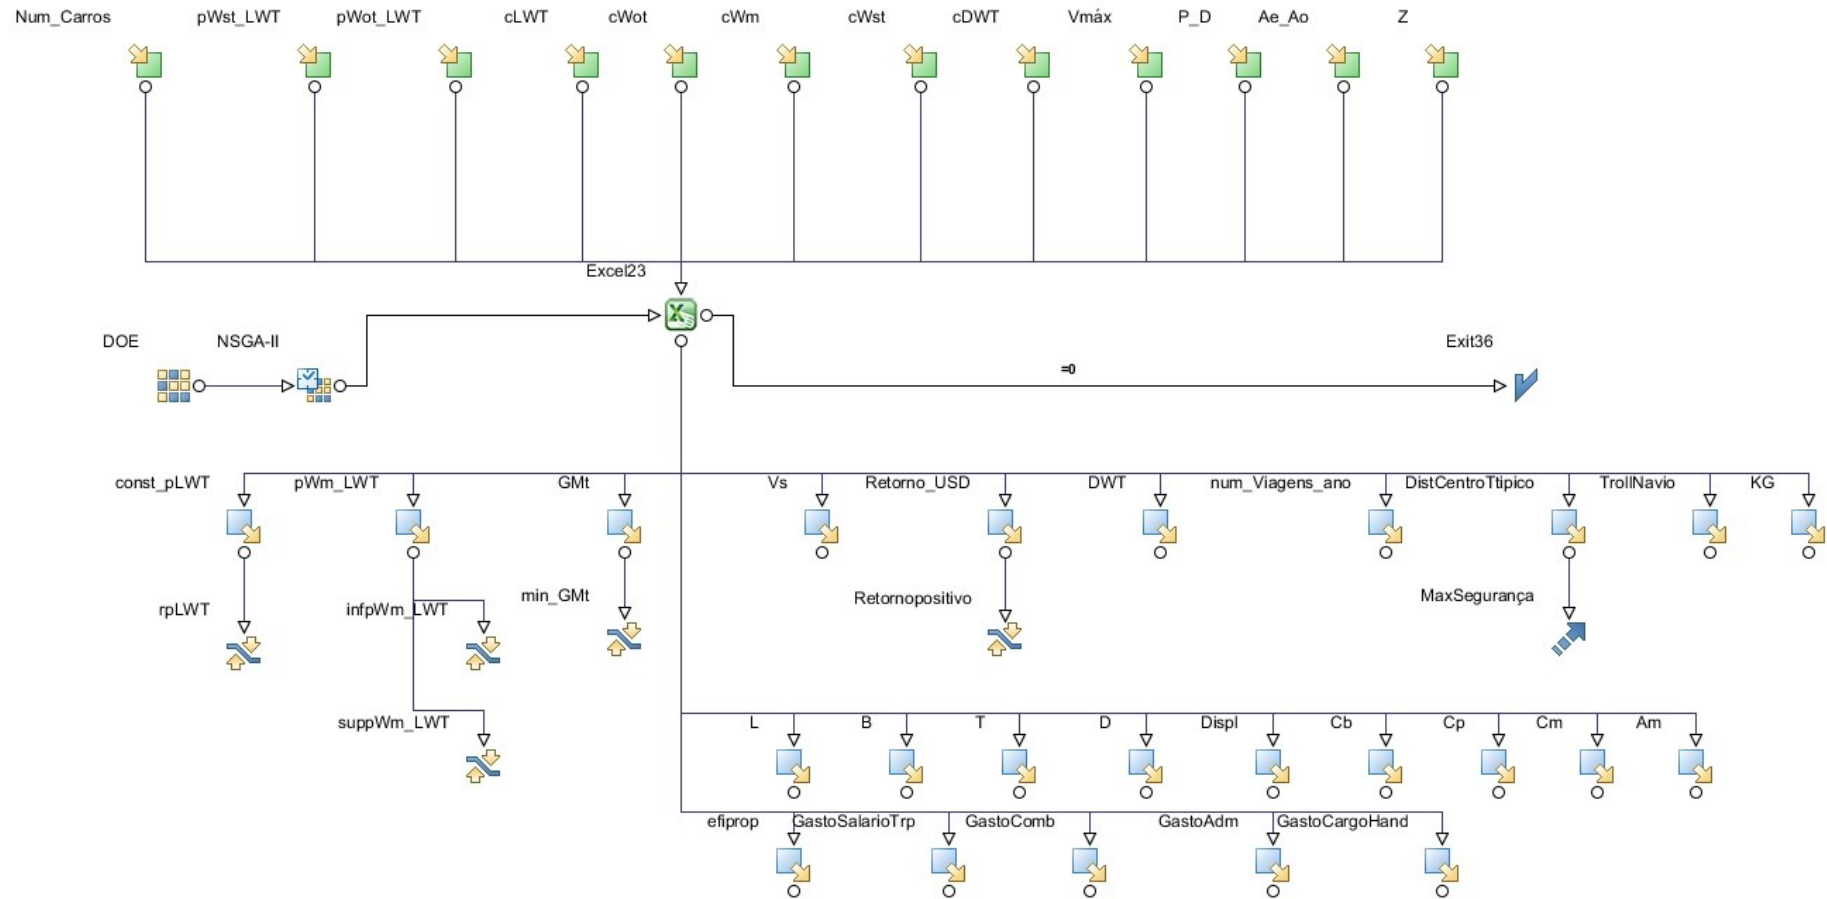 Num_Carros pWst_LWT pWot_LWT cLWT cWot cWm cWst cDWT Vmáx P_D Ae_Ao Z
Excel23
DOE NSGA-II Exit36
=0
const_pLWT pWm_LWT GMt Vs Retorno_USD DWT num_Viagens_ano DistCentroTtipico TrollNavio KG
rpLWT infpWm_LWT min_GMt Retornopositivo MaxSegurança
suppWm_LWT L B T D Displ Cb Cp Cm Am
efiprop GastoSalarioTrp GastoComb GastoAdm GastoCargoHand